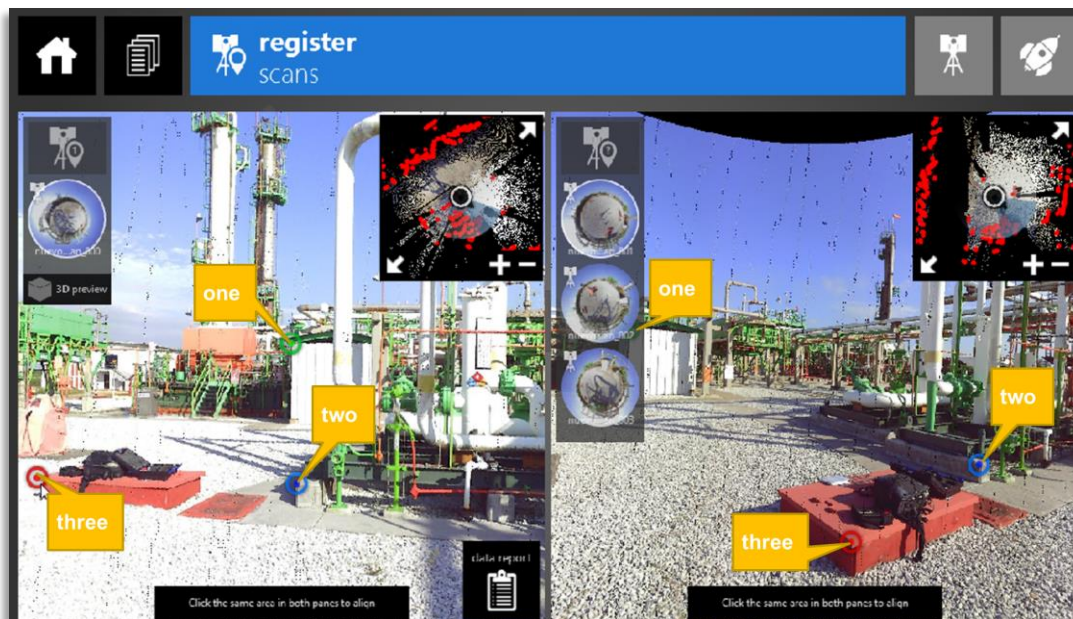 register
scans
3D preview
one
two
three
data report
Click the same area in both panes to align
one
two
three
Click the same area in both panes to align